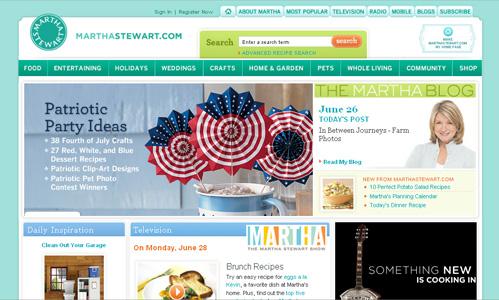 Sign In | Register Now
ABOUT MARTHA
MOST POPULAR
TELEVISION
RADIO
MOBILE
BLOGS
SUBSCRIBE
MARTHA
STEWART
MARTHASTEWART.COM
Search
Enter a search term
search
ADVANCED RECIPE SEARCH
MAKE
MARTHASTEWART.COM
MY HOME PAGE
FOOD
ENTERTAINING
HOLIDAYS
WEDDINGS
CRAFTS
HOME & GARDEN
PETS
WHOLE LIVING
COMMUNITY
SHOP
Patriotic
Party Ideas
• 38 Fourth of July Crafts
• 27 Red, White, and Blue
Dessert Recipes
• Patriotic Clip-Art Designs
• Patriotic Pet Photo
Contest Winners
THE MARTHA BLOG
June 26
TODAY'S POST
In Between Journeys - Farm
Photos
Read My Blog
NEW FROM MARTHASTEWART.COM
10 Perfect Potato Salad Recipes
Martha's Planning Calendar
Today's Dinner Recipe
Daily Inspiration
Clean Out Your Garage
Television
MARTHA
THE MARTHA STEWART SHOW
On Monday, June 28
Brunch Recipes
Try an easy recipe for eggs a la
Kevin, a favorite dish at Martha's
home. Plus, find out the top five
SOMETHING NEW
IS COOKING IN